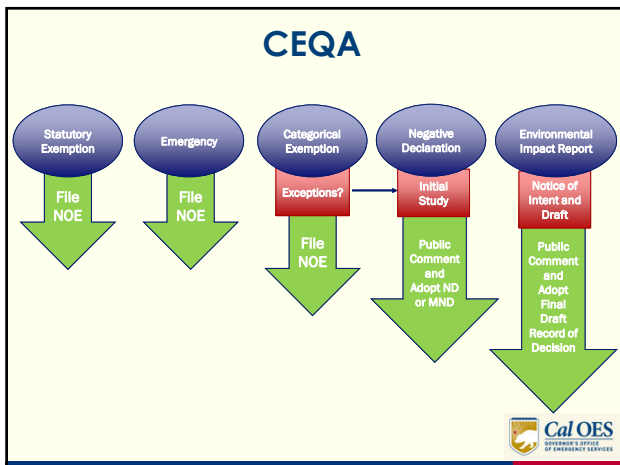 CEQA
Statutory
Exemption
File
NOE
Emergency
File
NOE
Categorical
Exemption
Exceptions?
File
NOE
Negative
Declaration
Initial
Study
Public
Comment
and
Adopt ND
or MND
Environmental
Impact Report
Notice of
Intent and
Draft
Public
Comment
and
Adopt
Final
Draft
Record of
Decision
Cal OES
GOVERNOR'S OFFICE
OF EMERGENCY SERVICES